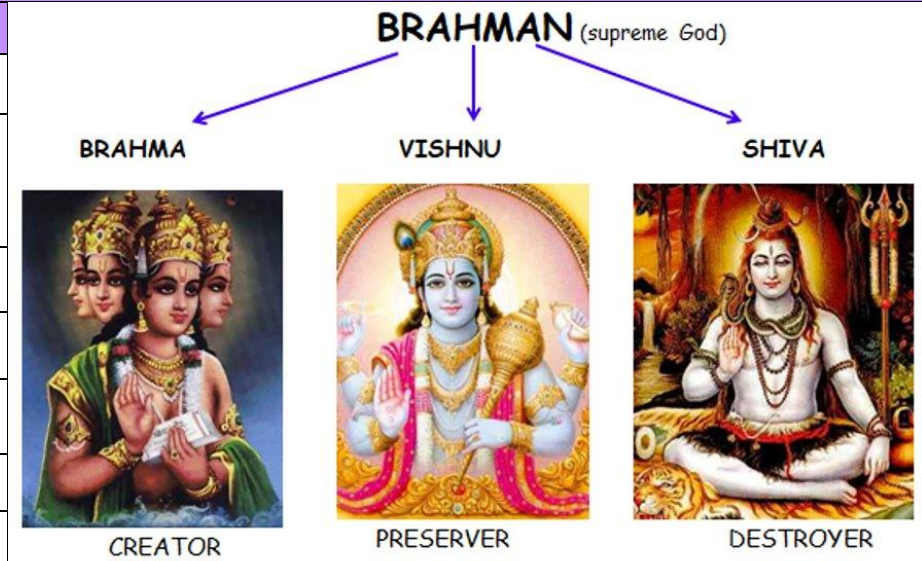 BRAHMAN (supreme God)
BRAHMA VISHNU SHIVA
CREATOR PRESERVER DESTROYER